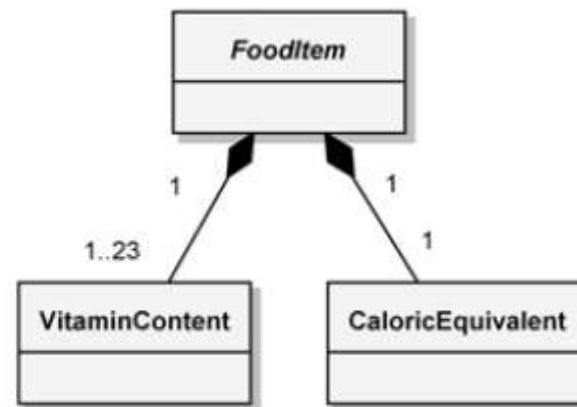 FoodItem
1
1
1..23
1
VitaminContent
CaloricEquivalent